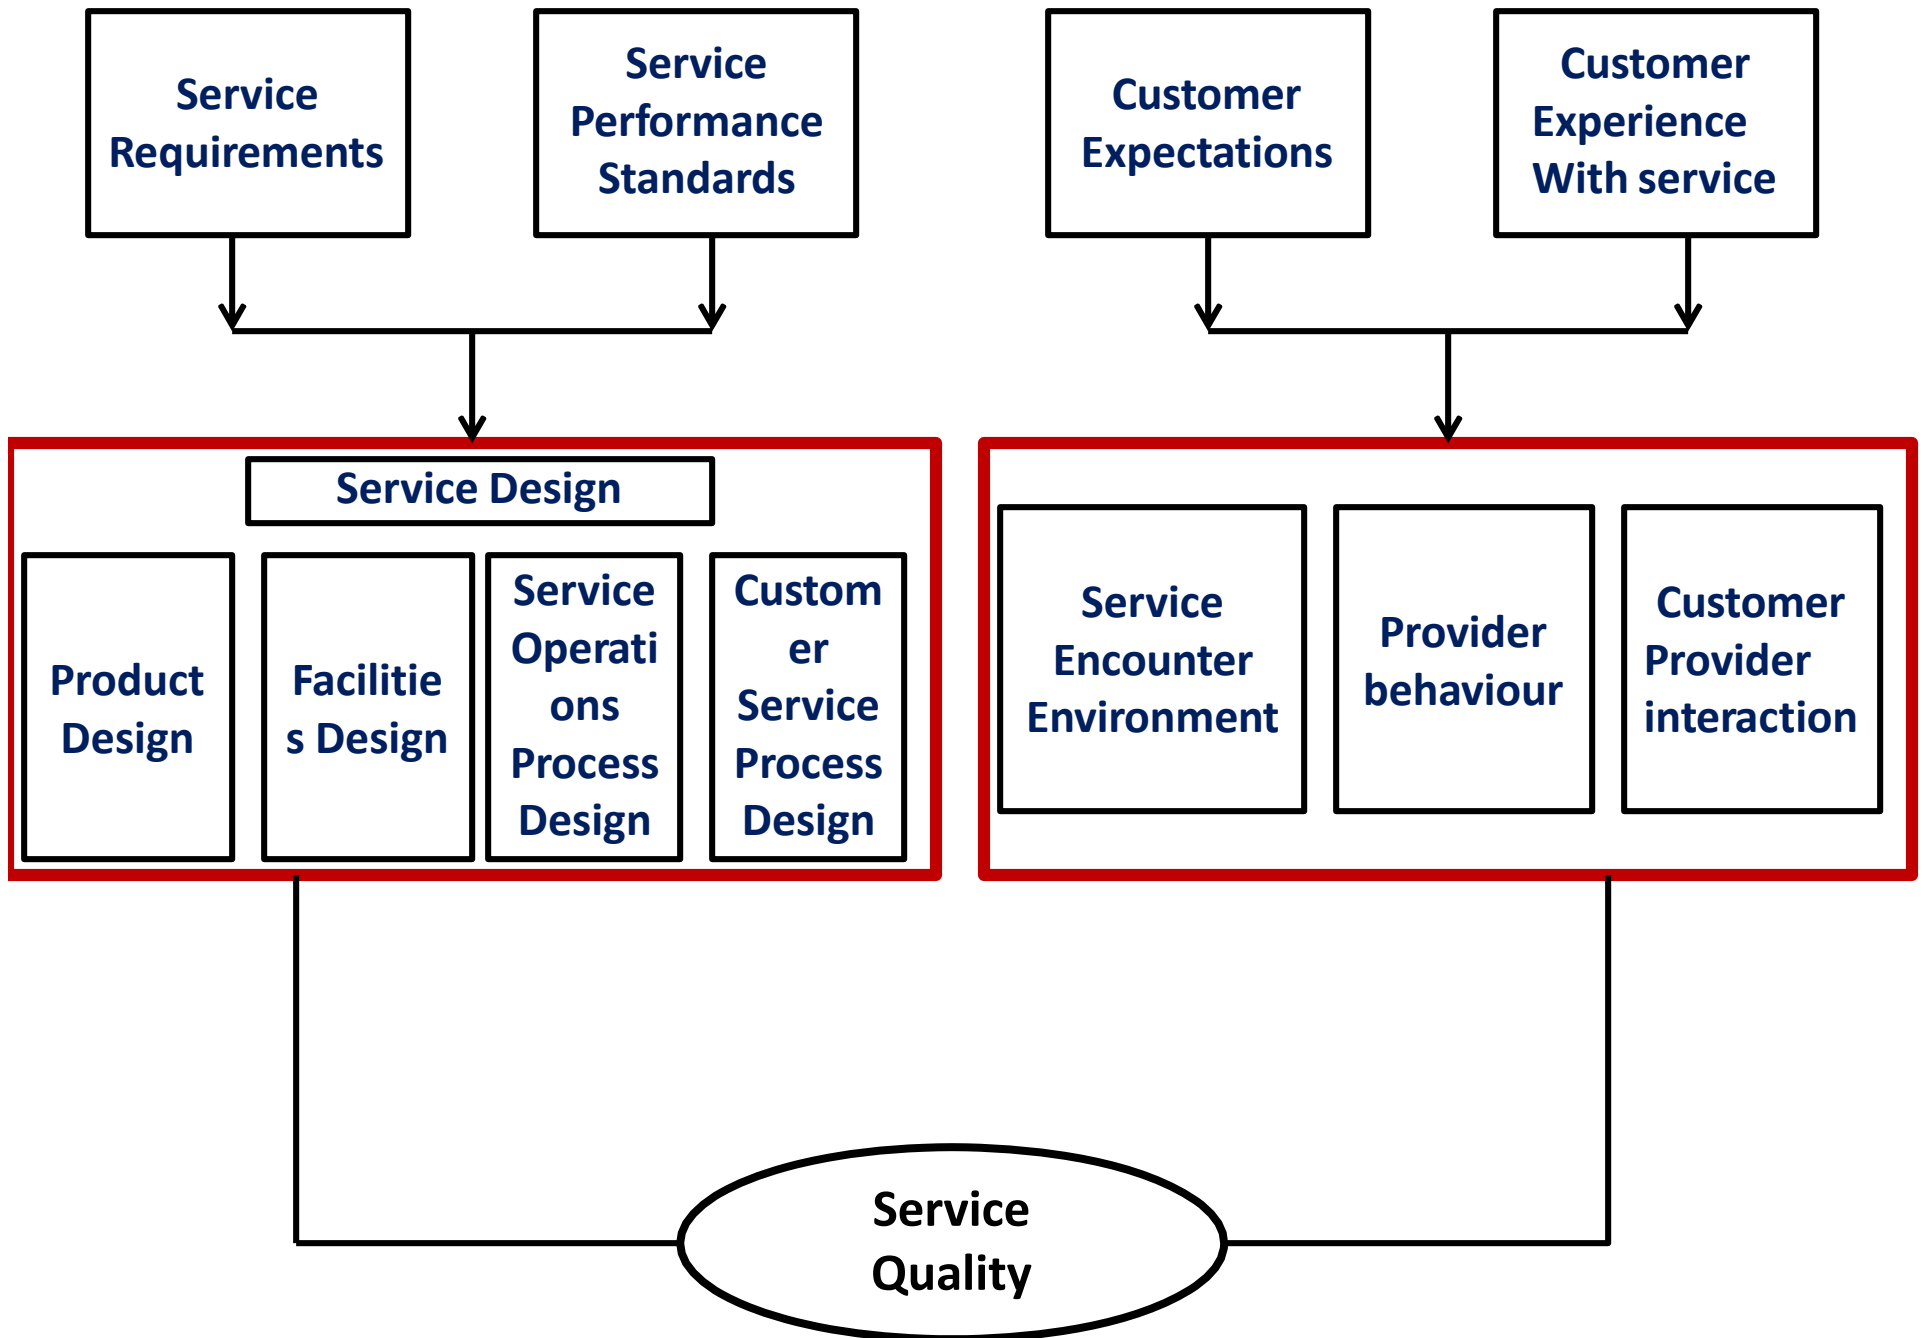 Service
Requirements
Service
Performance
Standards
Customer
Expectations
Customer
Experience
With service
Service Design
Product
Design
Facilitie
s Design
Service
Operati
ons
Process
Design
Custom
er
Service
Process
Design
Service
Encounter
Environment
Provider
behaviour
Customer
Provider
interaction
Service
Quality